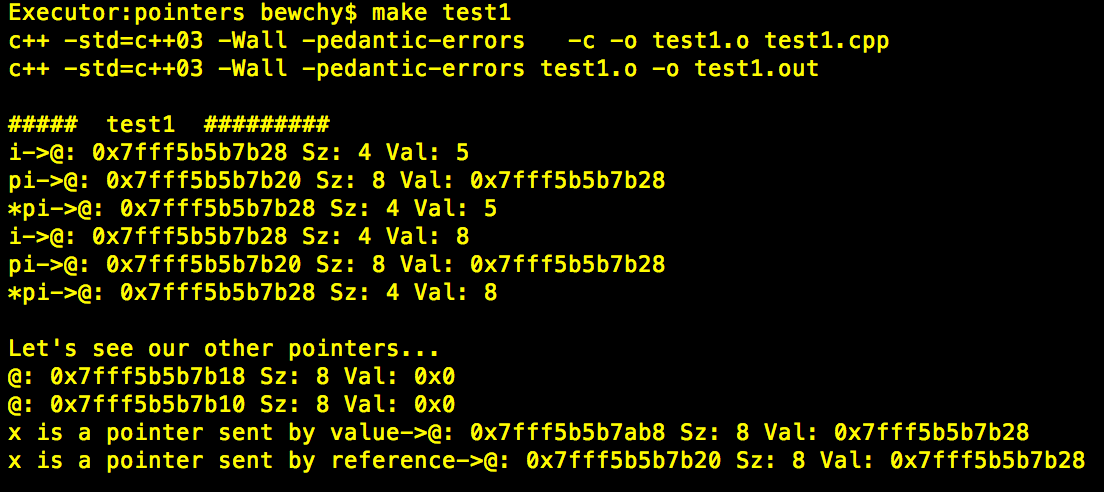 Executor:pointers bewchy$ make test1
c++ -std=c++03 -Wall -pedantic-errors   -c -o test1.o test1.cpp
c++ -std=c++03 -Wall -pedantic-errors test1.o -o test1.out
#####  test1  #########
i->@: 0x7fff5b5b7b28 Sz: 4 Val: 5
pi->@: 0x7fff5b5b7b20 Sz: 8 Val: 0x7fff5b5b7b28
*pi->@: 0x7fff5b5b7b28 Sz: 4 Val: 5
i->@: 0x7fff5b5b7b28 Sz: 4 Val: 8
pi->@: 0x7fff5b5b7b20 Sz: 8 Val: 0x7fff5b5b7b28
*pi->@: 0x7fff5b5b7b28 Sz: 4 Val: 8
Let's see our other pointers...
@: 0x7fff5b5b7b18 Sz: 8 Val: 0x0
@: 0x7fff5b5b7b10 Sz: 8 Val: 0x0
x is a pointer sent by value->@: 0x7fff5b5b7ab8 Sz: 8 Val: 0x7fff5b5b7b28
x is a pointer sent by reference->@: 0x7fff5b5b7b20 Sz: 8 Val: 0x7fff5b5b7b28